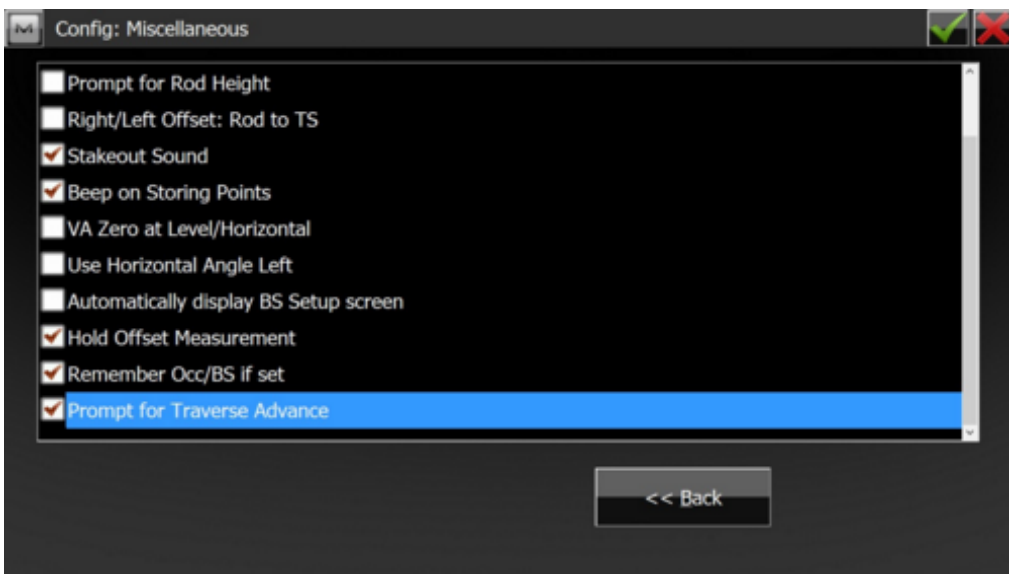 Config: Miscellaneous
Prompt for Rod Height
Right/Left Offset: Rod to TS
Stakeout Sound
Beep on Storing Points
VA Zero at Level/Horizontal
Use Horizontal Angle Left
Automatically display BS Setup screen
Hold Offset Measurement
Remember Occ/BS if set
Prompt for Traverse Advance
<< Back